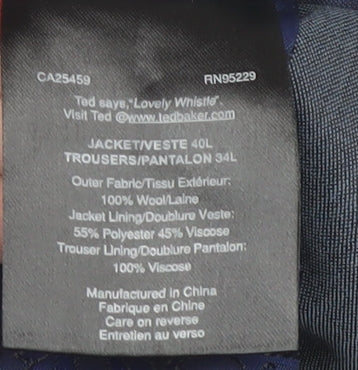 CA25459 RN95229
Ted says,"Lovely Whistle".
Visit Ted @www.tedbaker.com
JACKET/VESTE 40L
TROUSERS/PANTALON 34L
Outer Fabric/Tissu Extérieur:
100% Wool/Laine
Jacket Lining/Doublure Veste:
55% Polyester 45% Viscose
Trouser Lining/Doublure Pantalon:
100% Viscose
Manufactured in China
Fabrique en Chine
Care on reverse
Entretien au verso